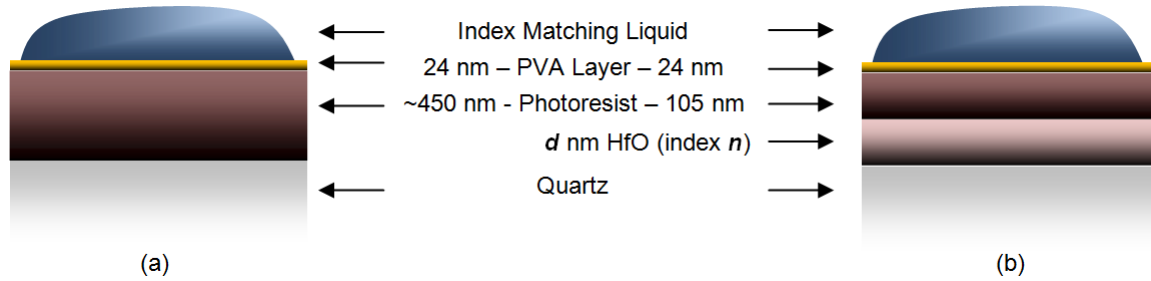 Index Matching Liquid
24 nm – PVA Layer – 24 nm
~450 nm - Photoresist – 105 nm
d nm HfO (index n)
Quartz
(a)
(b)